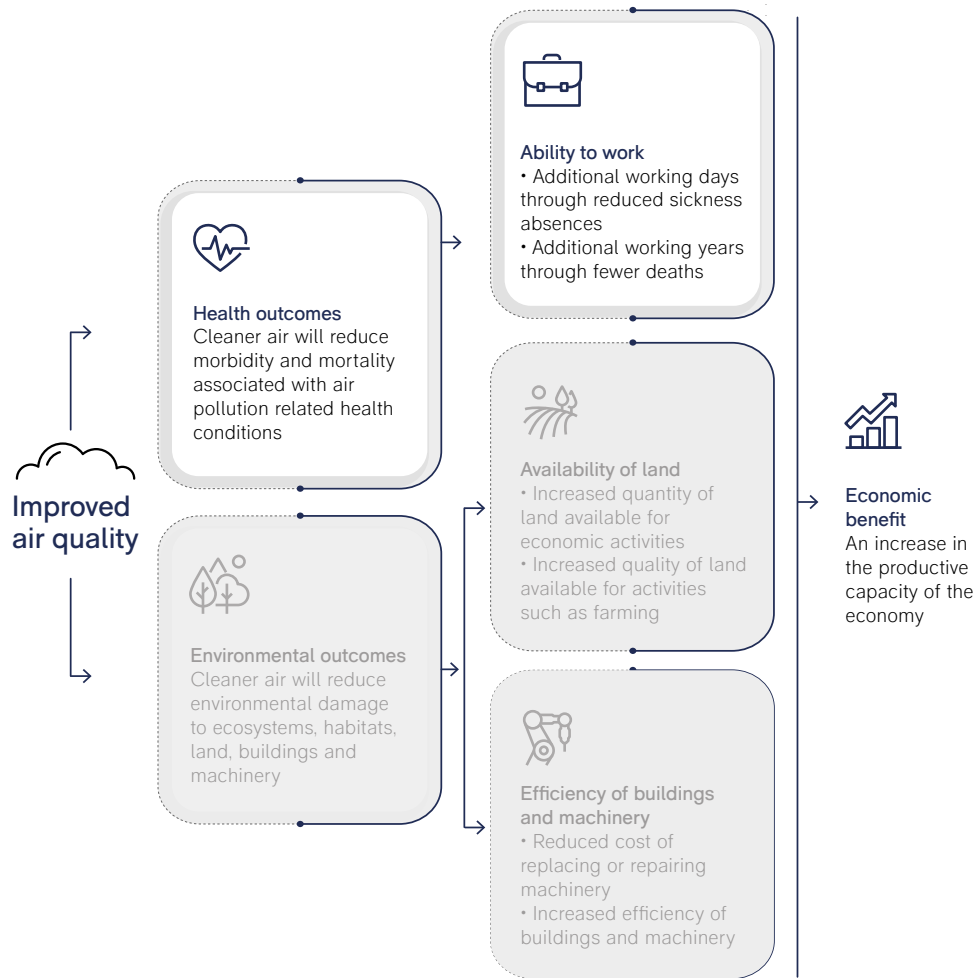 Improved
air quality
Health outcomes
Cleaner air will reduce
morbidity and mortality
associated with air
pollution related health
conditions
Environmental outcomes
Cleaner air will reduce
environmental damage
to ecosystems, habitats,
land, buildings and
machinery
Ability to work
• Additional working days
through reduced sickness
absences
• Additional working years
through fewer deaths
Availability of land
• Increased quantity of
land available for
economic activities
• Increased quality of land
available for activities
such as farming
Efficiency of buildings
and machinery
• Reduced cost of
replacing or repairing
machinery
• Increased efficiency of
buildings and machinery
Economic
benefit
An increase in
the productive
capacity of the
economy